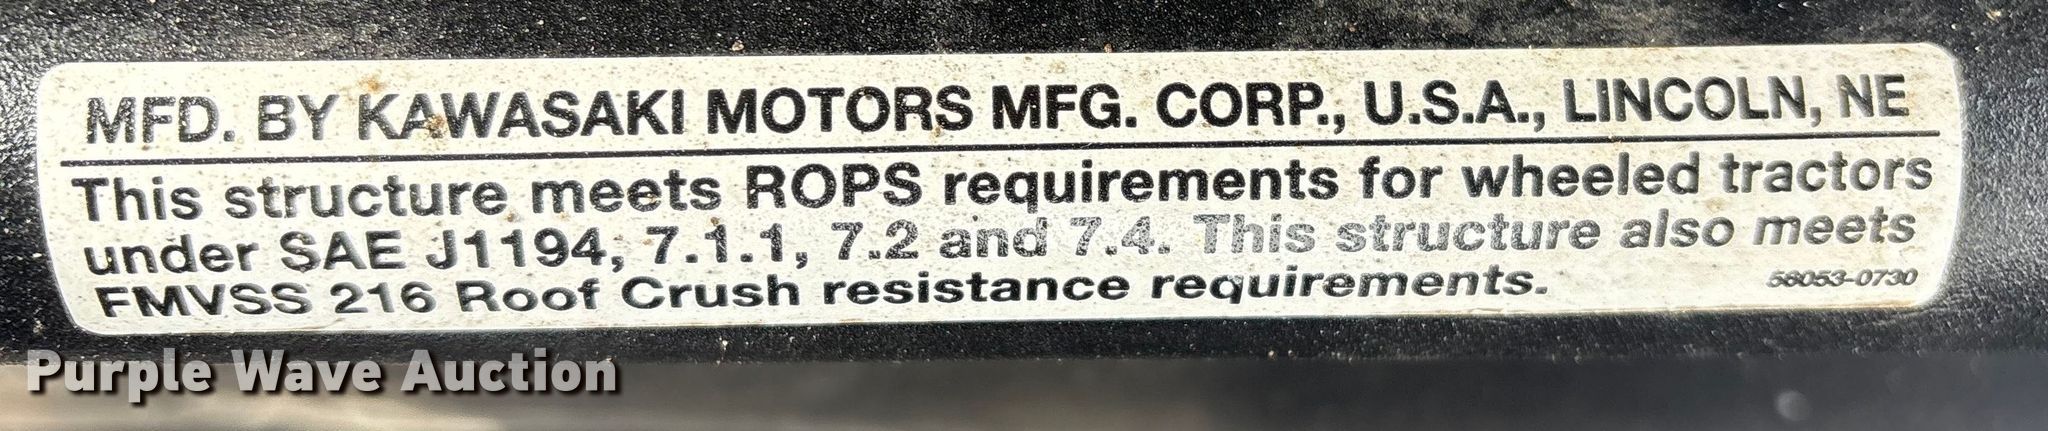 MFD. BY KAWASAKI MOTORS MFG. CORP., U.S.A., LINCOLN, NE
This structure meets ROPS requirements for wheeled tractors
under SAE J1194, 7.1.1, 7.2 and 7.4. This structure also meets
FMVSS 216 Roof Crush resistance requirements.
56053-0730
Purple Wave Auction